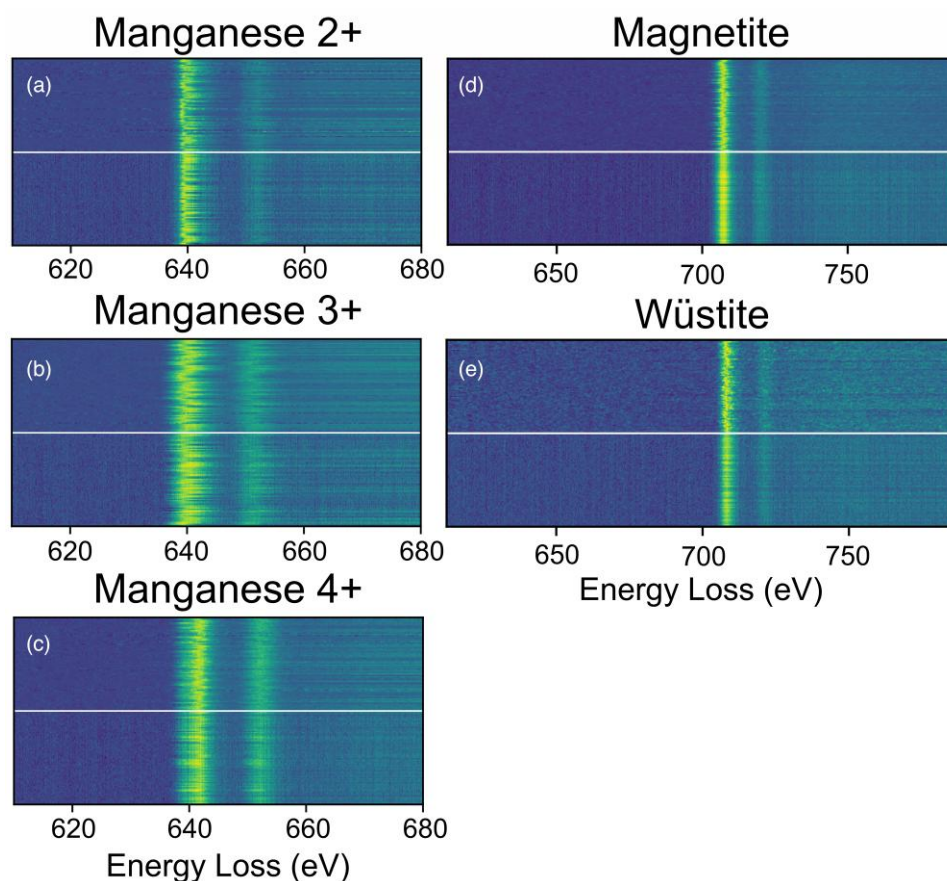 Manganese 2+
(a)
620 640 660 680
Manganese 3+
(b)
620 640 660 680
Manganese 4+
(c)
620 640 660 680
Energy Loss (eV)
Magnetite
(d)
650 700 750
Wüstite
(e)
650 700 750
Energy Loss (eV)